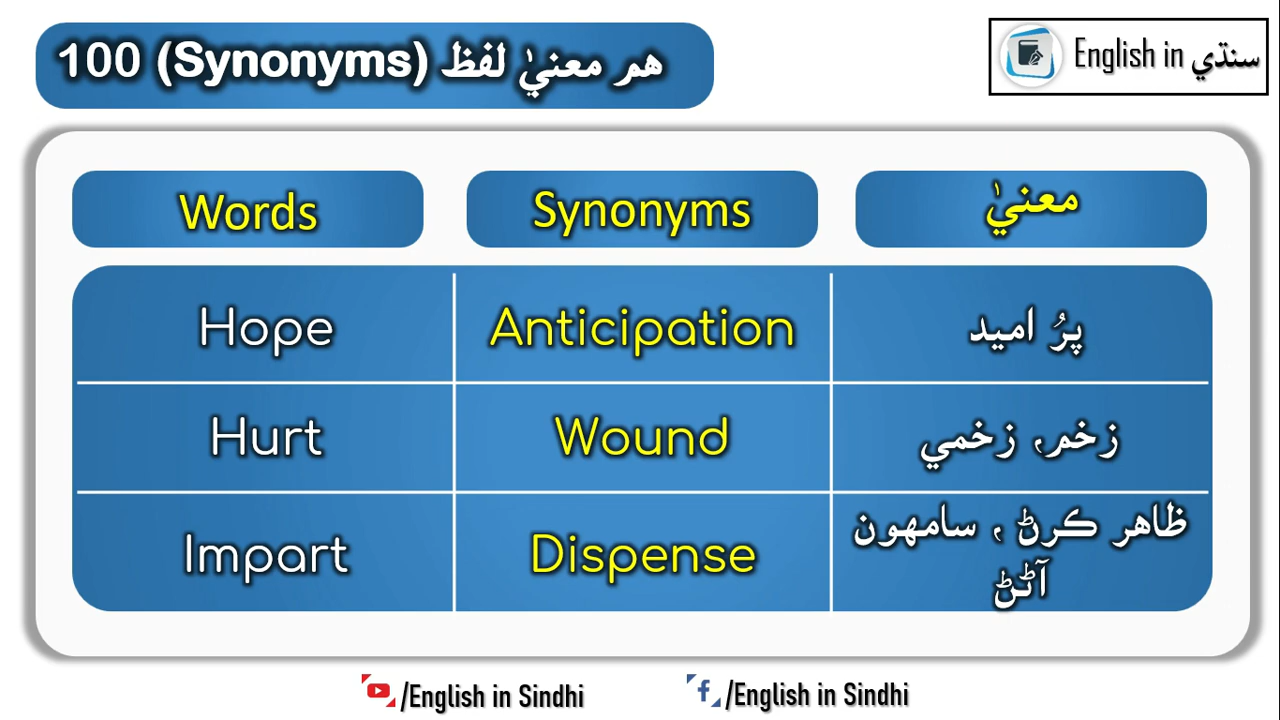 100 (Synonyms) هم معنيٰ لفظ
English in سنڌي
Words Synonyms معنيٰ
Hope Anticipation پرُ اميد
Hurt Wound زخم، زخمي
Impart Dispense ظاهر ڪرڻ ، سامهون
آڻڻ
/English in Sindhi /English in Sindhi